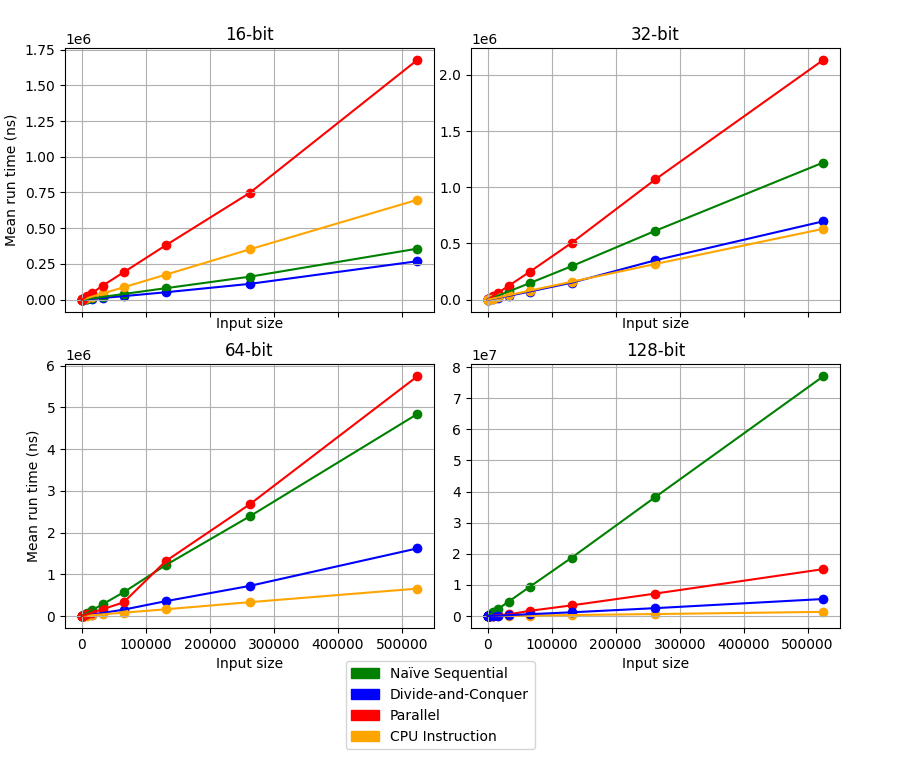 16-bit
1e6
1.75
1.50
1.25
1.00
0.75
0.50
0.25
0.00
Mean run time (ns)
Input size
32-bit
1e6
2.0
1.5
1.0
0.5
0.0
Input size
64-bit
1e6
6
5
4
3
2
1
0
Mean run time (ns)
0 100000 200000 300000 400000 500000
Input size
128-bit
1e7
8
7
6
5
4
3
2
1
0
0 100000 200000 300000 400000 500000
Input size
Naïve Sequential
Divide-and-Conquer
Parallel
CPU Instruction